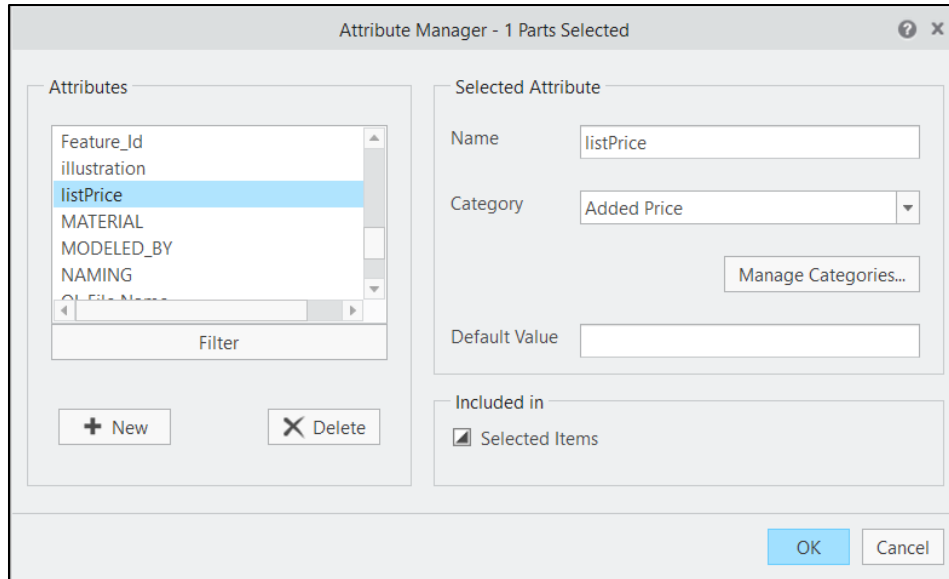 Attribute Manager - 1 Parts Selected
Attributes
Feature_Id
illustration
listPrice
MATERIAL
MODELED_BY
NAMING
Filter
New
Delete
Selected Attribute
Name
listPrice
Category
Added Price
Manage Categories...
Default Value
Included in
Selected Items
OK
Cancel